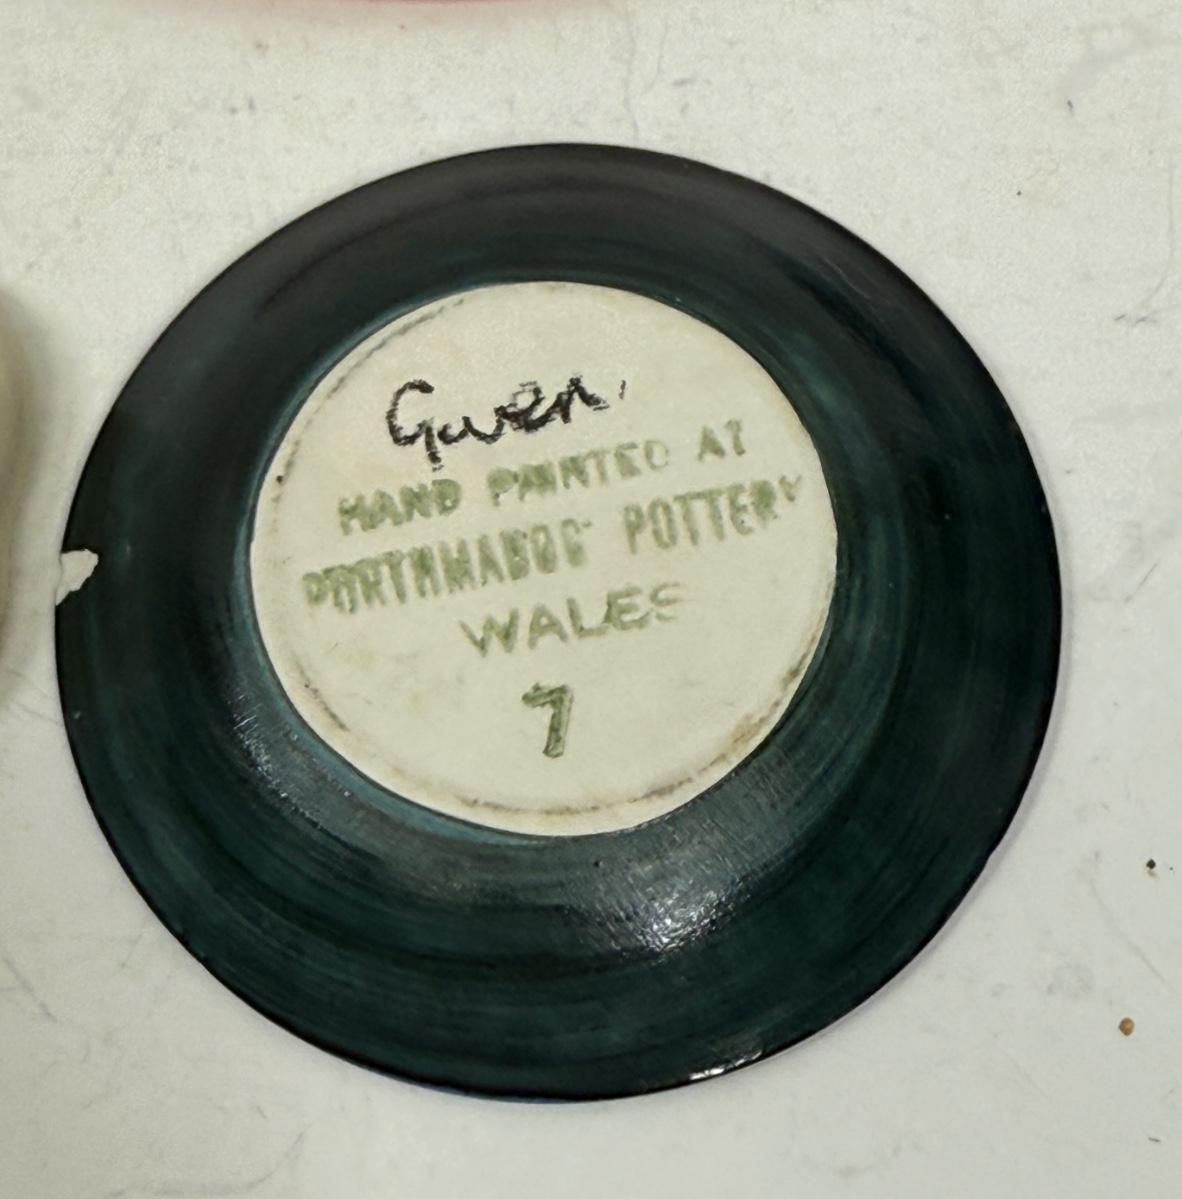 Gwen.
HAND PAINTED AT
PORTHMADOG POTTERY
WALES
7